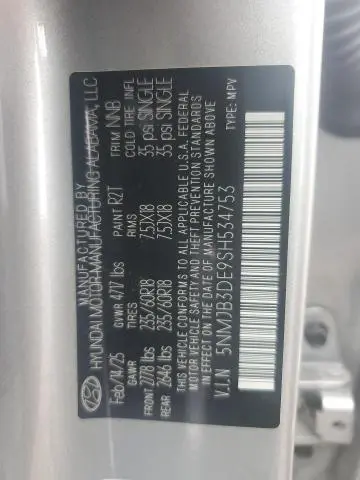 MANUFACTURED BY
HYUNDAI MOTOR MANUFACTURING ALABAMA, LLC
Feb/14/25 GVWR 4717 lbs PAINT R2T TRIM NNB
GAWR TIRES RIMS COLD TIRE INFL
FRONT 2778 lbs 235/60R18 7.5JX18 35 psi SINGLE
REAR 2646 lbs 235/60R18 7.5JX18 35 psi SINGLE
THIS VEHICLE CONFORMS TO ALL APPLICABLE U.S.A. FEDERAL
MOTOR VEHICLE SAFETY AND THEFT PREVENTION STANDARDS
IN EFFECT ON THE DATE OF MANUFACTURE SHOWN ABOVE
V.I.N 5NMJB3DE9SH534753 TYPE: MPV